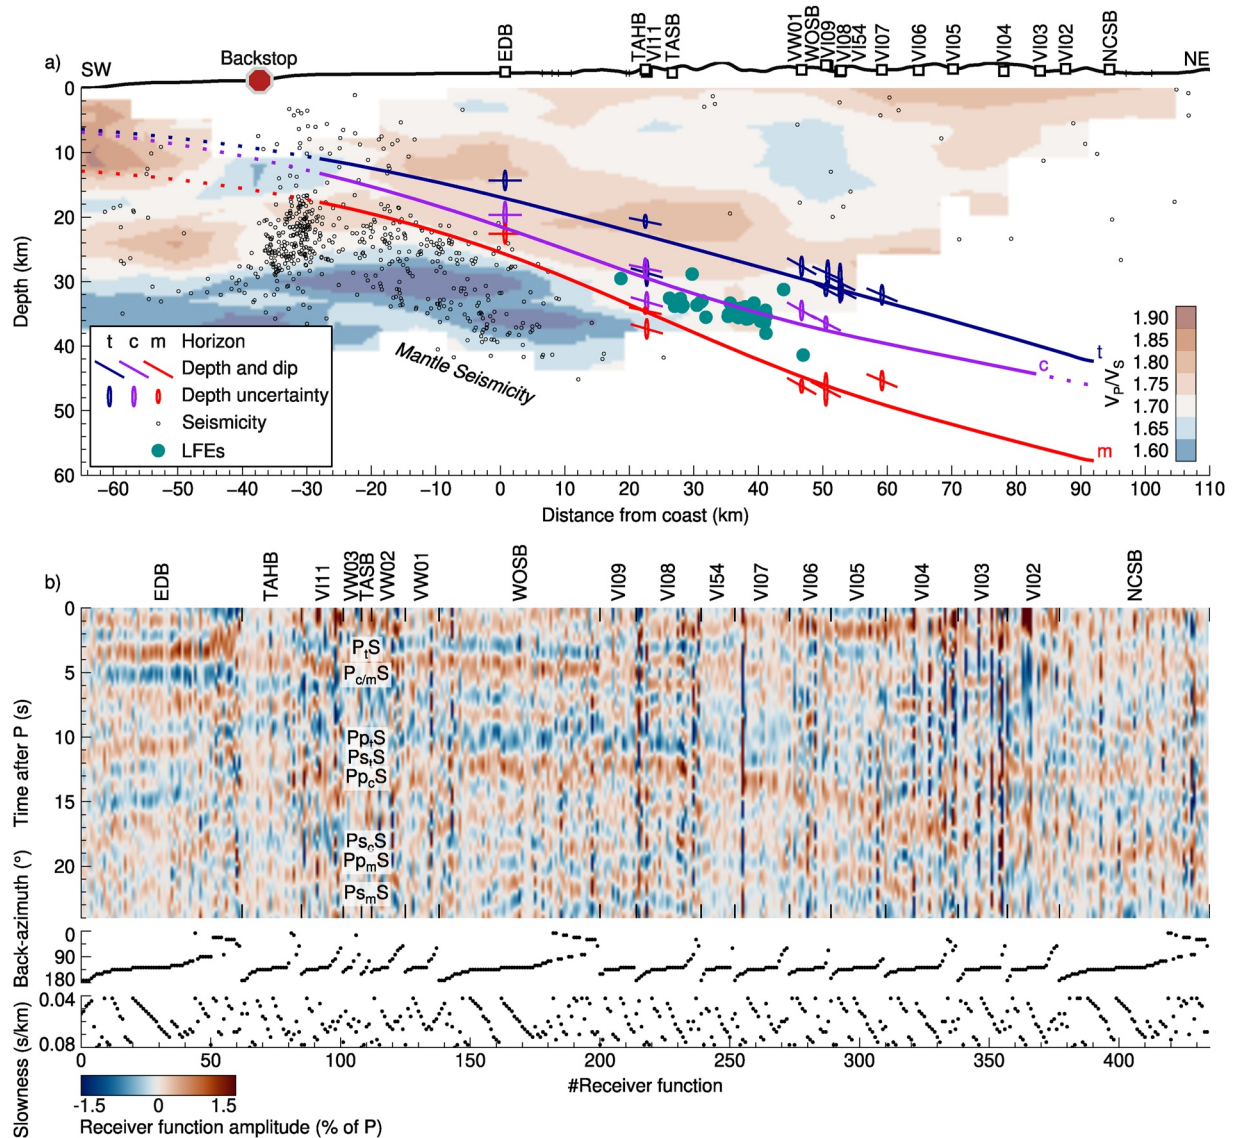 EDB
TAHB
VI11
TASB
VW01
WOSB
VI09
VI08
VI54
VI07
VI06
VI05
VI04
VI03
VI02
NCSB
a)
SW
Backstop
NE
0
10
20
30
40
50
60
Depth (km)
t c m Horizon
Depth and dip
Depth uncertainty
Seismicity
LFEs
Mantle Seismicity
t
c
m
1.90
1.85
1.80
1.75
1.70
1.65
1.60
VP/VS
−60 −50 −40 −30 −20 −10 0 10 20 30 40 50 60 70 80 90 100 110
Distance from coast (km)
b)
EDB
TAHB
VI11
VW03
TASB
VW02
VW01
WOSB
VI09
VI08
VI54
VI07
VI06
VI05
VI04
VI03
VI02
NCSB
0
5
10
15
20
Time after P (s)
PtS
Pc/mS
PptS
PstS
PpcS
PscS
PpmS
PsmS
Back-azimuth (°)
0
90
180
Slowness (s/km)
0.04
0.08
0 50 100 150 200 250 300 350 400
#Receiver function
-1.5 0 1.5
Receiver function amplitude (% of P)